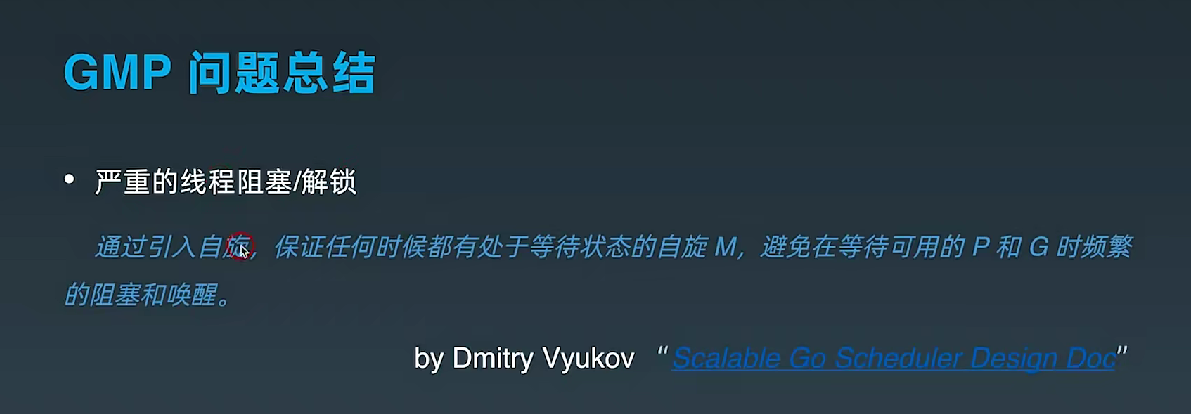 GMP 问题总结
• 严重的线程阻塞/解锁
通过引入自旋，保证任何时候都有处于等待状态的自旋 M，避免在等待可用的 P 和 G 时频繁
的阻塞和唤醒。
by Dmitry Vyukov “Scalable Go Scheduler Design Doc”